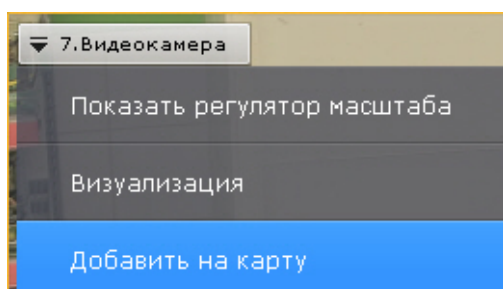 7.Видеокамера
Показать регулятор масштаба
Визуализация
Добавить на карту